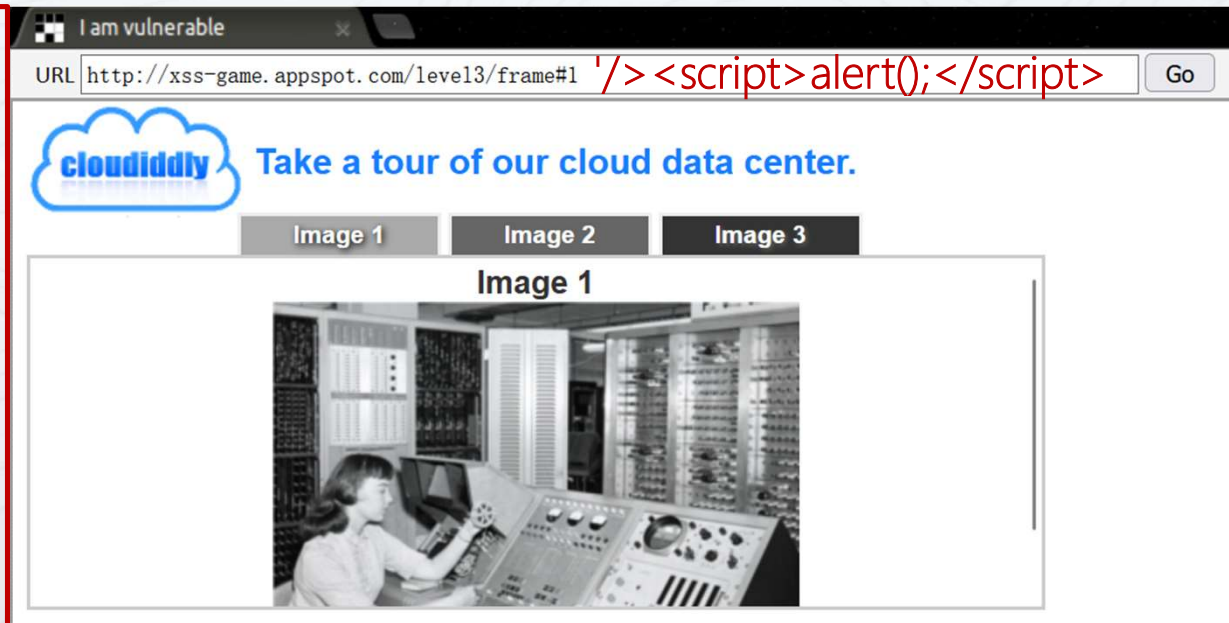 I am vulnerable
URL http://xss-game.appspot.com/level3/frame#1 '/><script>alert();</script> Go
cloudiddly Take a tour of our cloud data center.
Image 1 Image 2 Image 3
Image 1